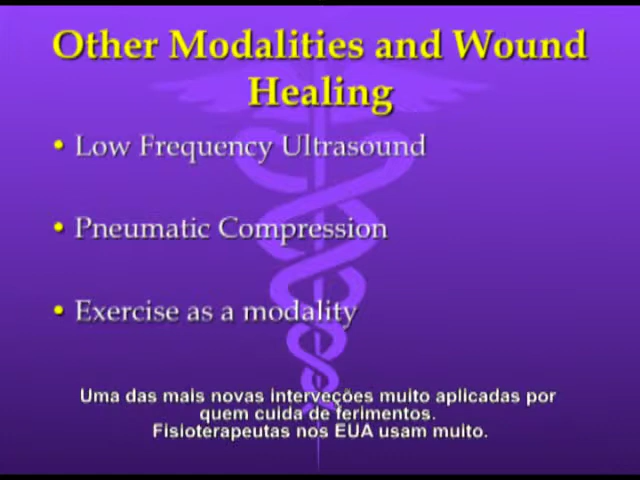 Other Modalities and Wound
Healing
• Low Frequency Ultrasound
• Pneumatic Compression
• Exercise as a modality
Uma das mais novas interveções muito aplicadas por
quem cuida de ferimentos.
Fisioterapeutas nos EUA usam muito.